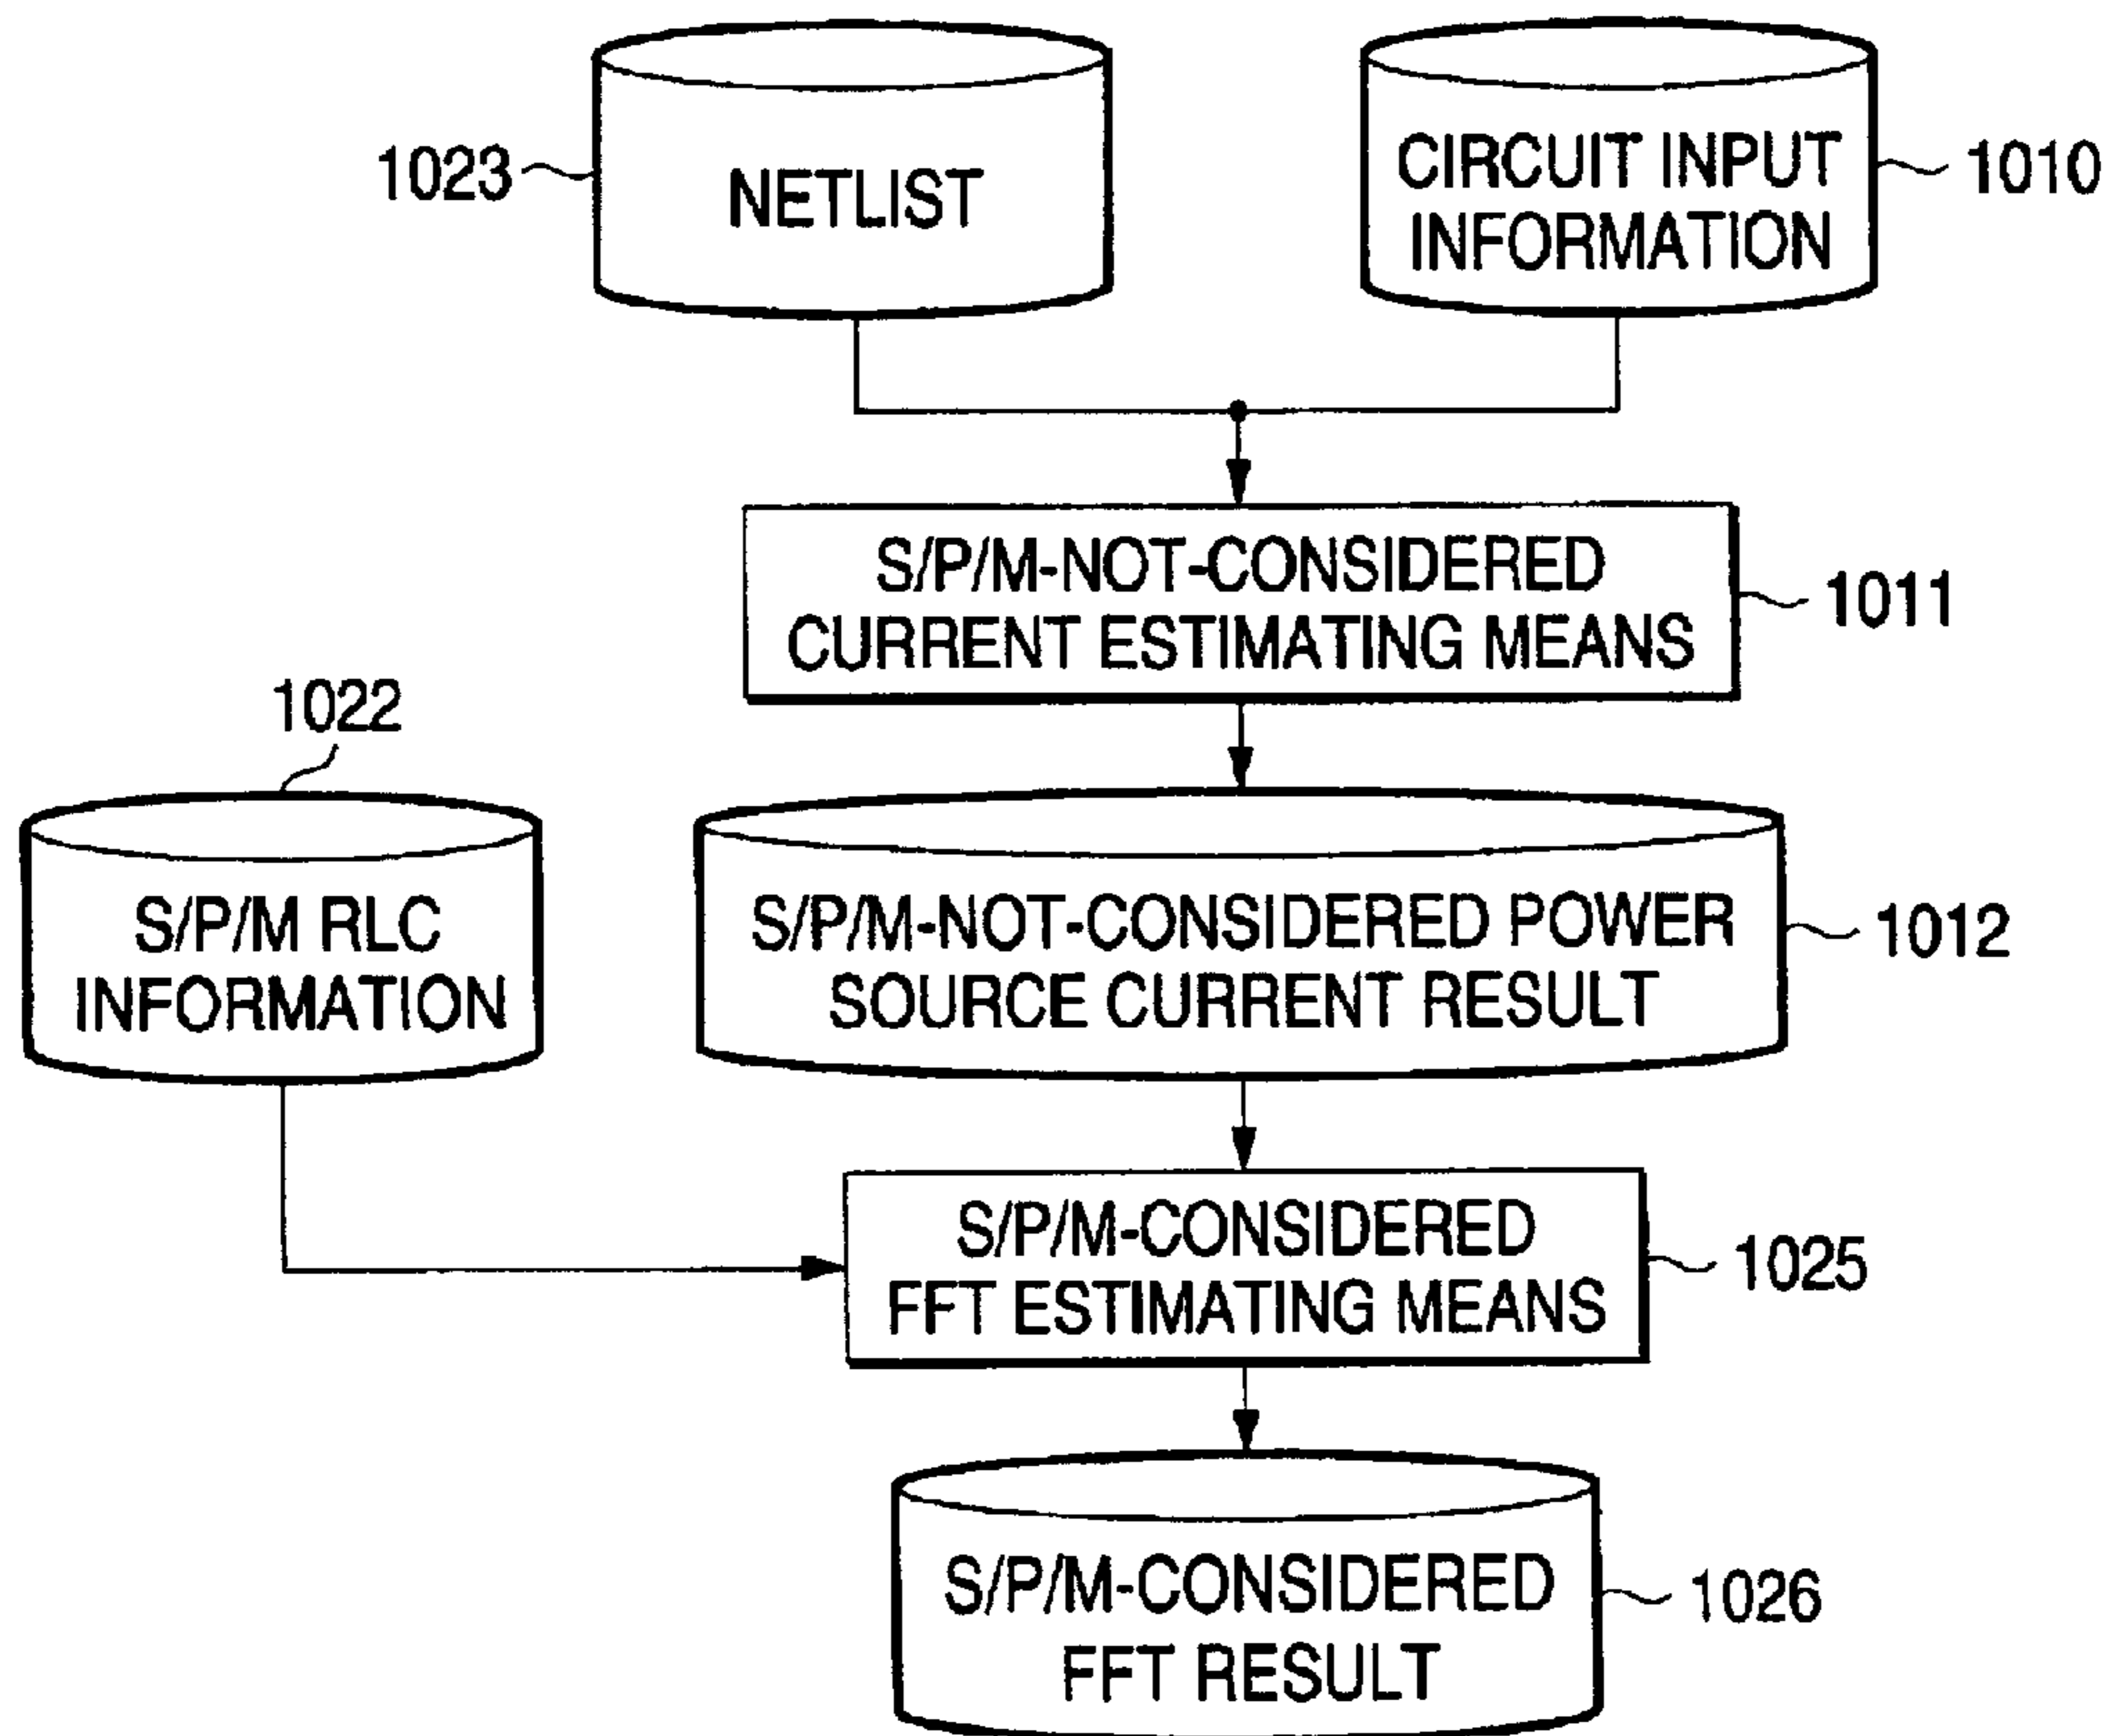 1023
NETLIST
CIRCUIT INPUT
INFORMATION
1010
S/P/M-NOT-CONSIDERED
CURRENT ESTIMATING MEANS
1011
1022
S/P/M RLC
INFORMATION
S/P/M-NOT-CONSIDERED POWER
SOURCE CURRENT RESULT
1012
S/P/M-CONSIDERED
FFT ESTIMATING MEANS
1025
S/P/M-CONSIDERED
FFT RESULT
1026